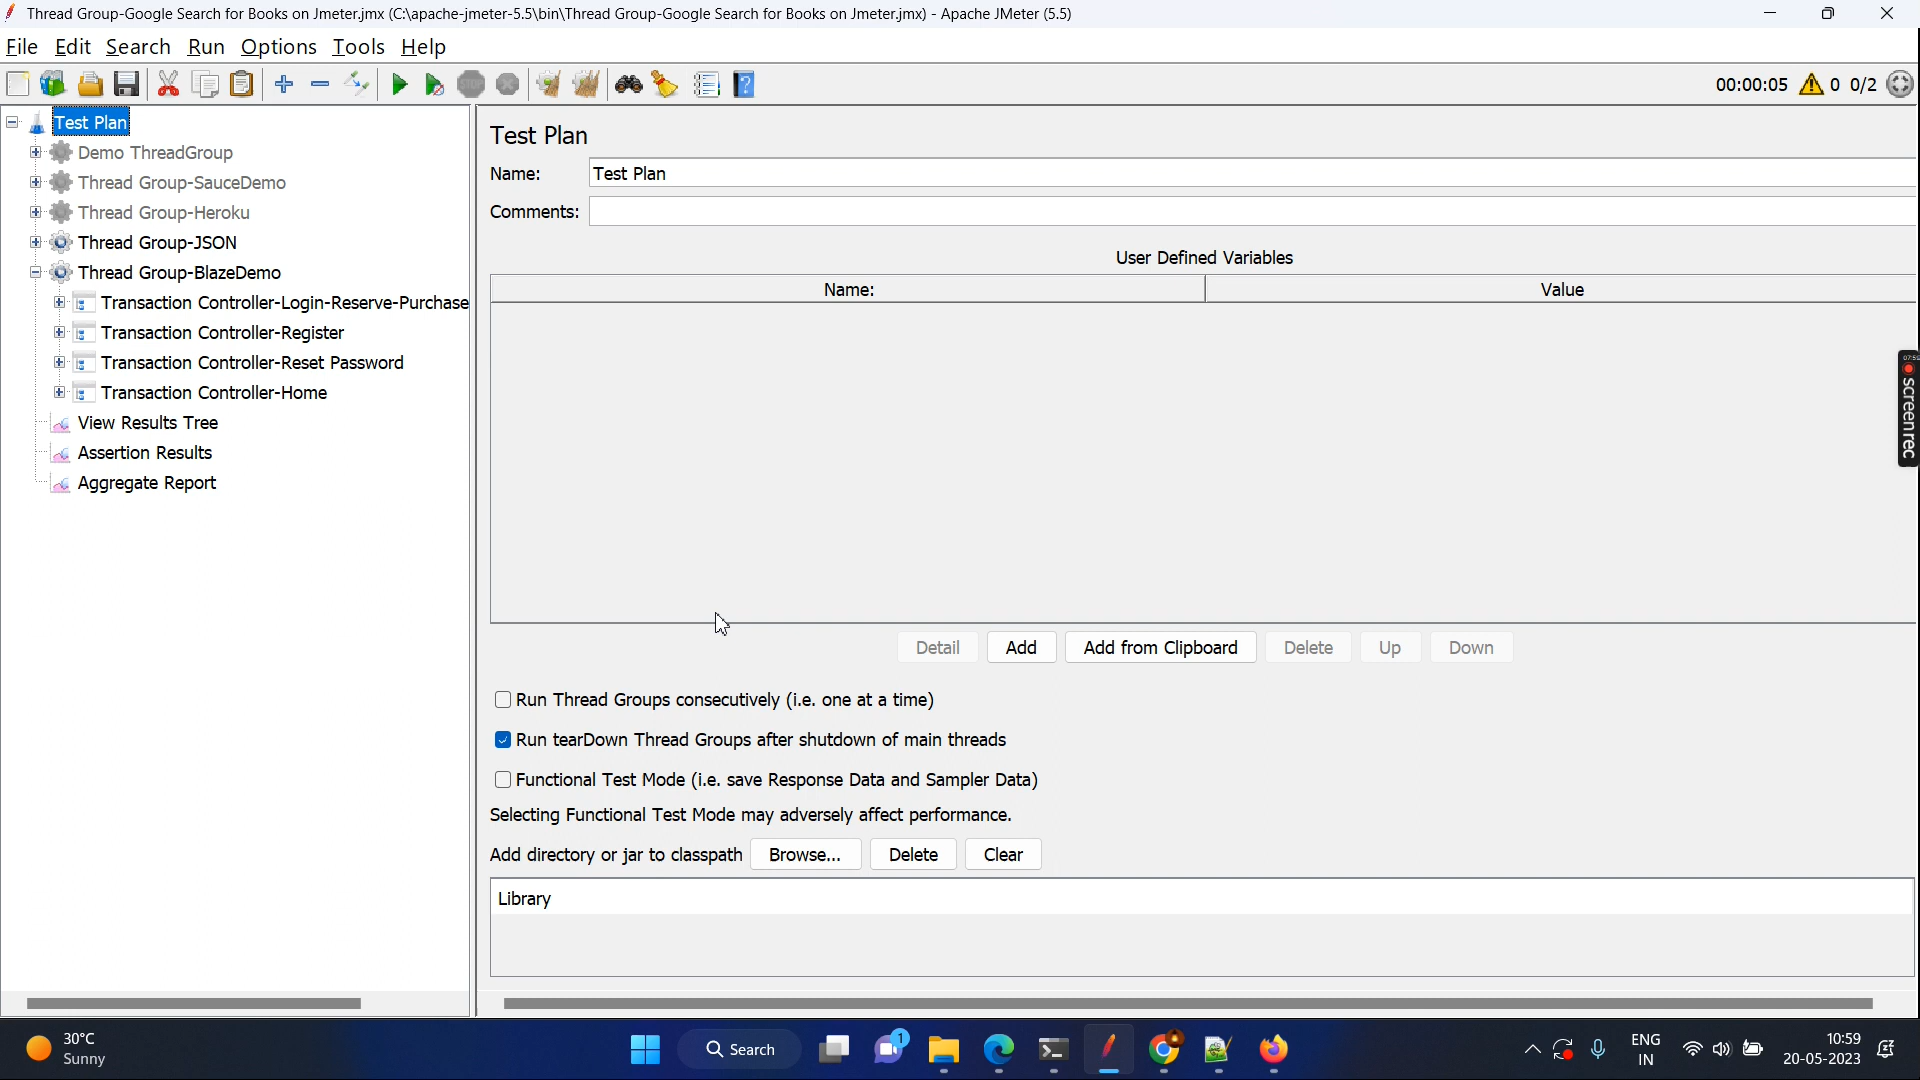 Thread Group-Google Search for Books on Jmeter.jmx (C:\apache-jmeter-5.5\bin\Thread Group-Google Search for Books on Jmeter.jmx) - Apache JMeter (5.5)
File Edit Search Run Options Tools Help
STOP
00:00:05 0 0/2
Test Plan
Demo ThreadGroup
Thread Group-SauceDemo
Thread Group-Heroku
Thread Group-JSON
Thread Group-BlazeDemo
Transaction Controller-Login-Reserve-Purchase
Transaction Controller-Register
Transaction Controller-Reset Password
Transaction Controller-Home
View Results Tree
Assertion Results
Aggregate Report
Test Plan
Name: Test Plan
Comments:
User Defined Variables
Name: Value
Detail Add Add from Clipboard Delete Up Down
Run Thread Groups consecutively (i.e. one at a time)
Run tearDown Thread Groups after shutdown of main threads
Functional Test Mode (i.e. save Response Data and Sampler Data)
Selecting Functional Test Mode may adversely affect performance.
Add directory or jar to classpath Browse... Delete Clear
Library
screenrec
30°C
Sunny
Search
1
ENG
IN
10:59
20-05-2023